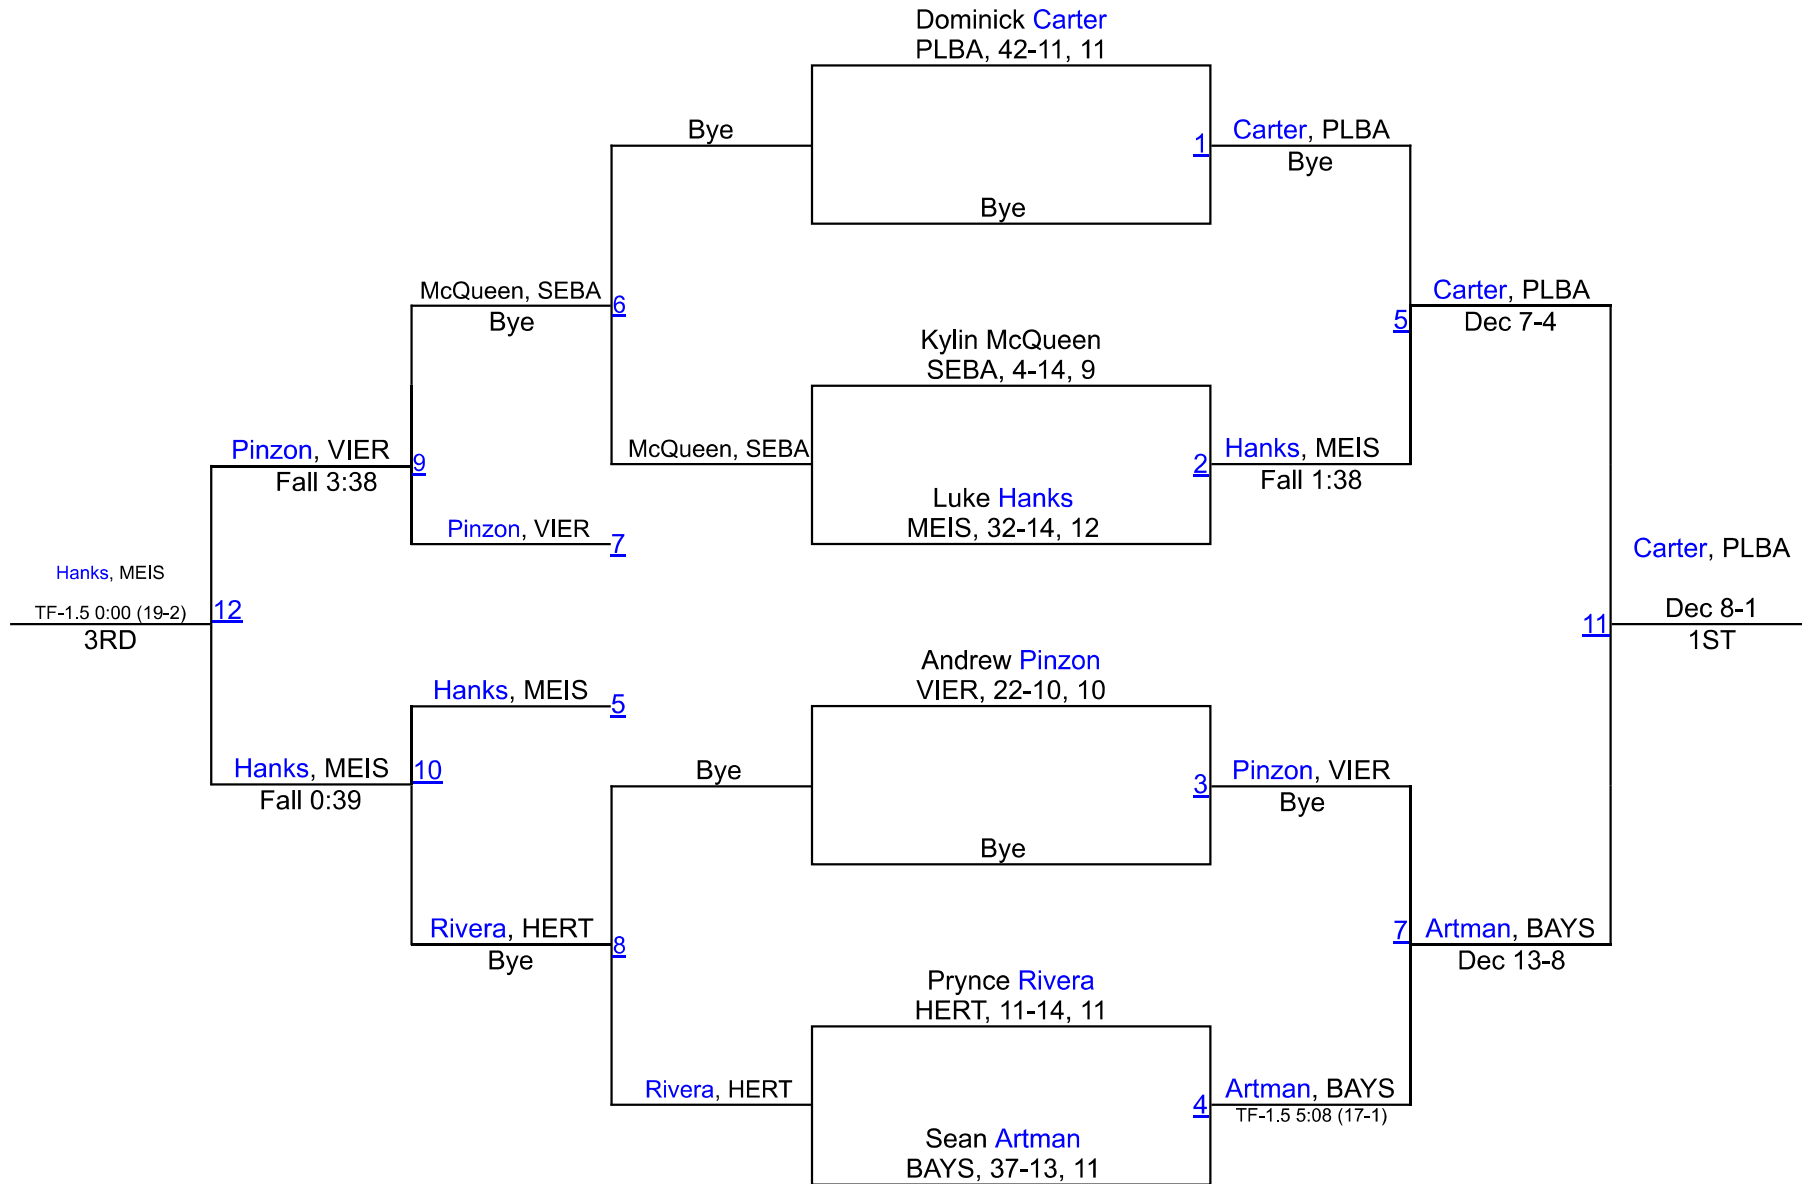 Dominick Carter
PLBA, 42-11, 11
Bye
1
Carter, PLBA
Bye
Bye
McQueen, SEBA
Bye
6
Carter, PLBA
Dec 7-4
5
Kylin McQueen
SEBA, 4-14, 9
Pinzon, VIER
Fall 3:38
9
McQueen, SEBA
2
Hanks, MEIS
Fall 1:38
Luke Hanks
MEIS, 32-14, 12
Pinzon, VIER
7
Carter, PLBA
Hanks, MEIS
TF-1.5 0:00 (19-2)
3RD
12
11
Dec 8-1
1ST
Andrew Pinzon
VIER, 22-10, 10
Hanks, MEIS
5
Hanks, MEIS
Fall 0:39
10
Bye
3
Pinzon, VIER
Bye
Bye
Rivera, HERT
Bye
8
7
Artman, BAYS
Dec 13-8
Prynce Rivera
HERT, 11-14, 11
Rivera, HERT
4
Artman, BAYS
TF-1.5 5:08 (17-1)
Sean Artman
BAYS, 37-13, 11